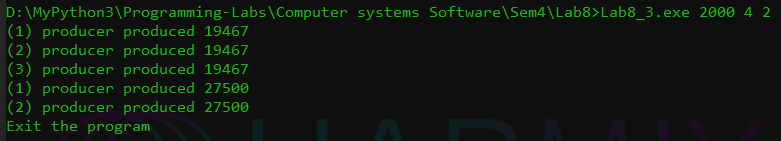 D:\MyPython3\Programming-Labs\Computer systems Software\Sem4\Lab8>Lab8_3.exe 2000 4 2
(1) producer produced 19467
(2) producer produced 19467
(3) producer produced 19467
(1) producer produced 27500
(2) producer produced 27500
Exit the program